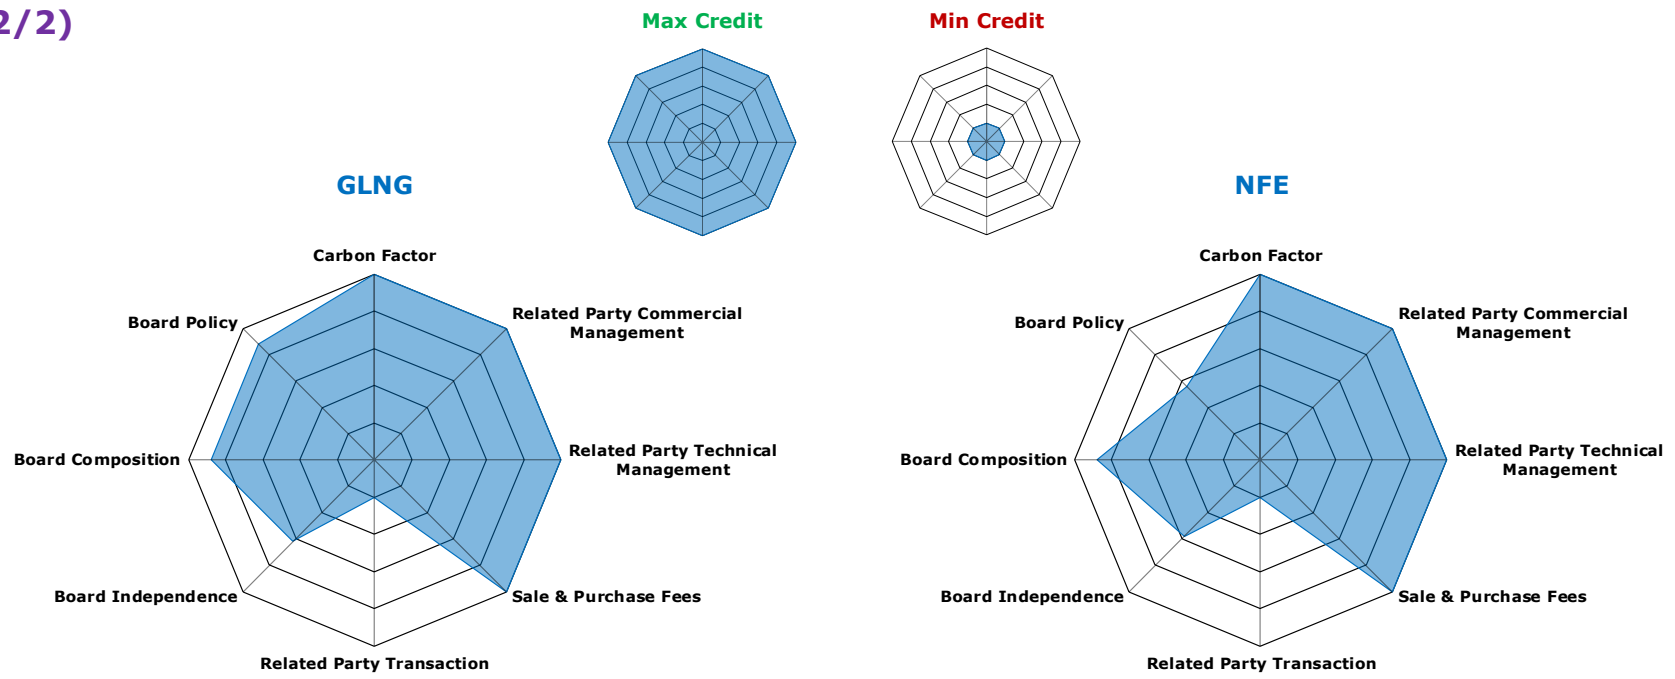 2/2)
Max Credit
Min Credit
GLNG
NFE
Carbon Factor
Related Party Commercial
Management
Related Party Technical
Management
Sale & Purchase Fees
Related Party Transaction
Board Independence
Board Composition
Board Policy
Carbon Factor
Related Party Commercial
Management
Related Party Technical
Management
Sale & Purchase Fees
Related Party Transaction
Board Independence
Board Composition
Board Policy